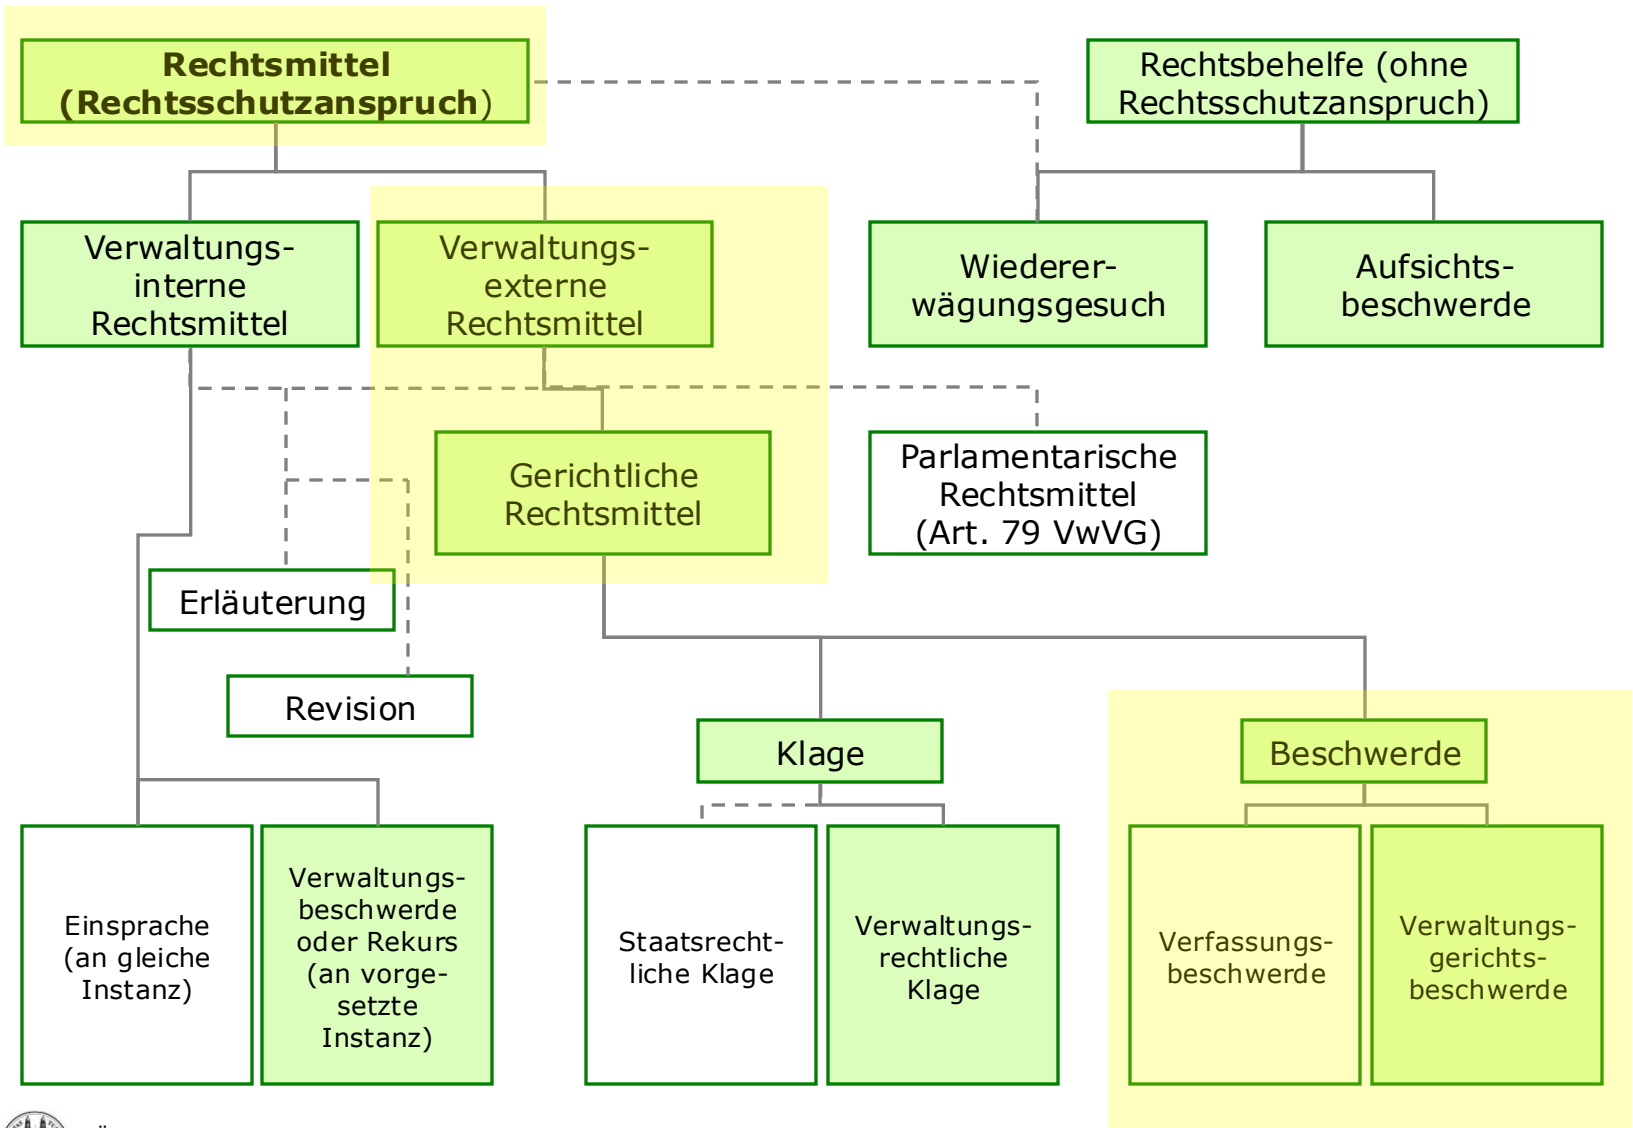 Rechtsmittel
(Rechtsschutzanspruch)
Rechtsbehelfe (ohne
Rechtsschutzanspruch)
Verwaltungs-
interne
Rechtsmittel
Verwaltungs-
externe
Rechtsmittel
Wiederer-
wägungsgesuch
Aufsichts-
beschwerde
Gerichtliche
Rechtsmittel
Parlamentarische
Rechtsmittel
(Art. 79 VwVG)
Erläuterung
Revision
Klage
Beschwerde
Einsprache
(an gleiche
Instanz)
Verwaltungs-
beschwerde
oder Rekurs
(an vorge-
setzte
Instanz)
Staatsrecht-
liche Klage
Verwaltungs-
rechtliche
Klage
Verfassungs-
beschwerde
Verwaltungs-
gerichts-
beschwerde